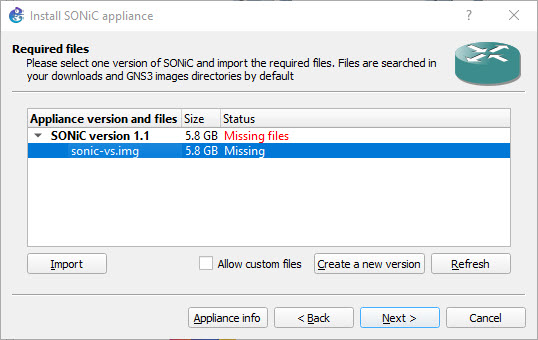 Install SONiC appliance
?
Required files
Please select one version of SONiC and import the required files. Files are searched in
your downloads and GNS3 images directories by default
Appliance version and files Size Status
SONiC version 1.1 5.8 GB Missing files
sonic-vs.img 5.8 GB Missing
Import Allow custom files Create a new version Refresh
Appliance info < Back Next > Cancel